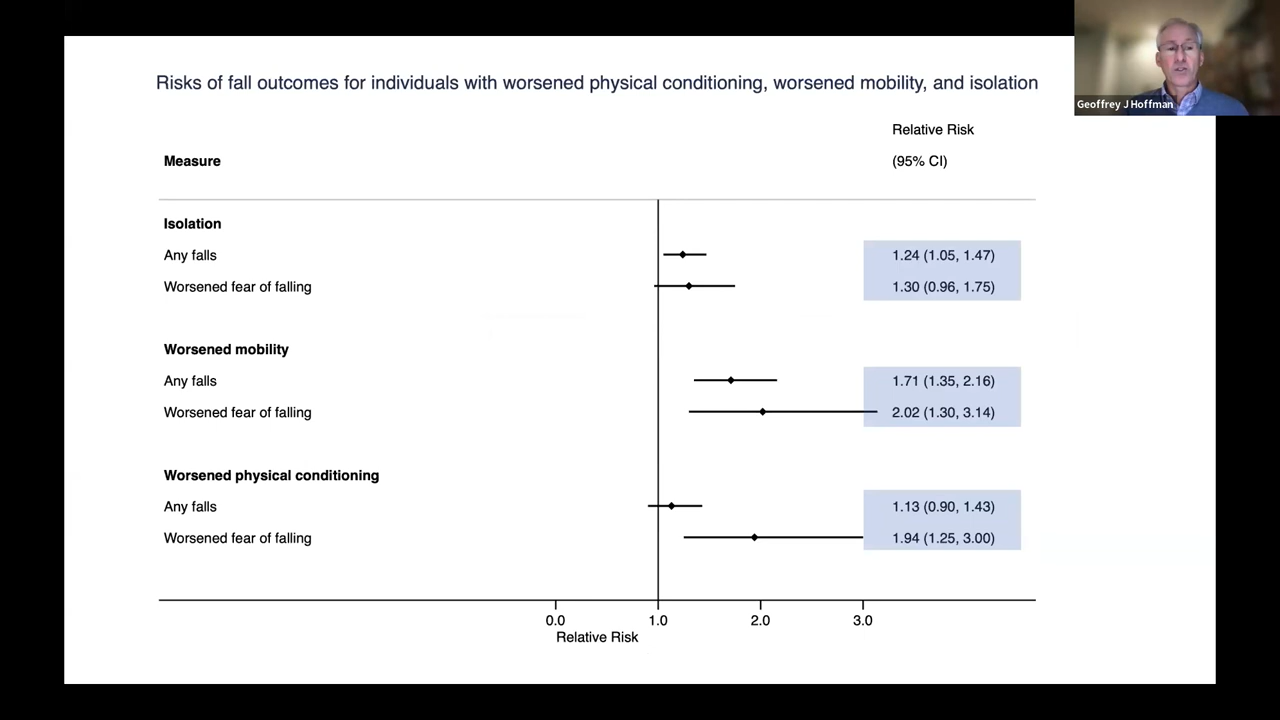 Risks of fall outcomes for individuals with worsened physical conditioning, worsened mobility, and isolation
Geoffrey J Hoffman
Relative Risk
Measure (95% CI)
Isolation
Any falls 1.24 (1.05, 1.47)
Worsened fear of falling 1.30 (0.96, 1.75)
Worsened mobility
Any falls 1.71 (1.35, 2.16)
Worsened fear of falling 2.02 (1.30, 3.14)
Worsened physical conditioning
Any falls 1.13 (0.90, 1.43)
Worsened fear of falling 1.94 (1.25, 3.00)
0.0 1.0 2.0 3.0
Relative Risk